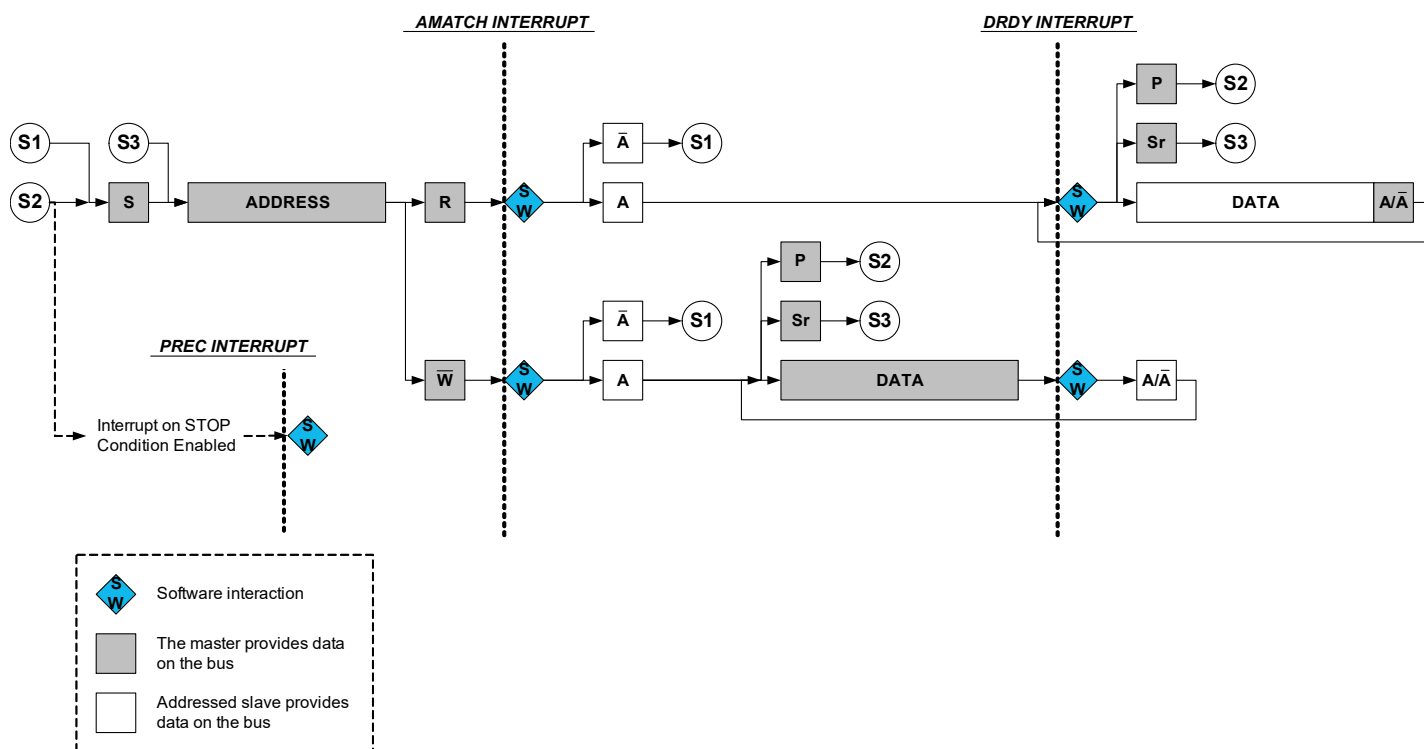 AMATCH INTERRUPT
DRDY INTERRUPT
P
S2
S1
S3
A̅
S1
Sr
S3
S2
S
ADDRESS
R
S
W
A
S
W
DATA
A/A̅
P
S2
A̅
S1
Sr
S3
PREC INTERRUPT
W̅
S
W
A
DATA
S
W
A/A̅
Interrupt on STOP
Condition Enabled
S
W
S
W
Software interaction
The master provides data
on the bus
Addressed slave provides
data on the bus